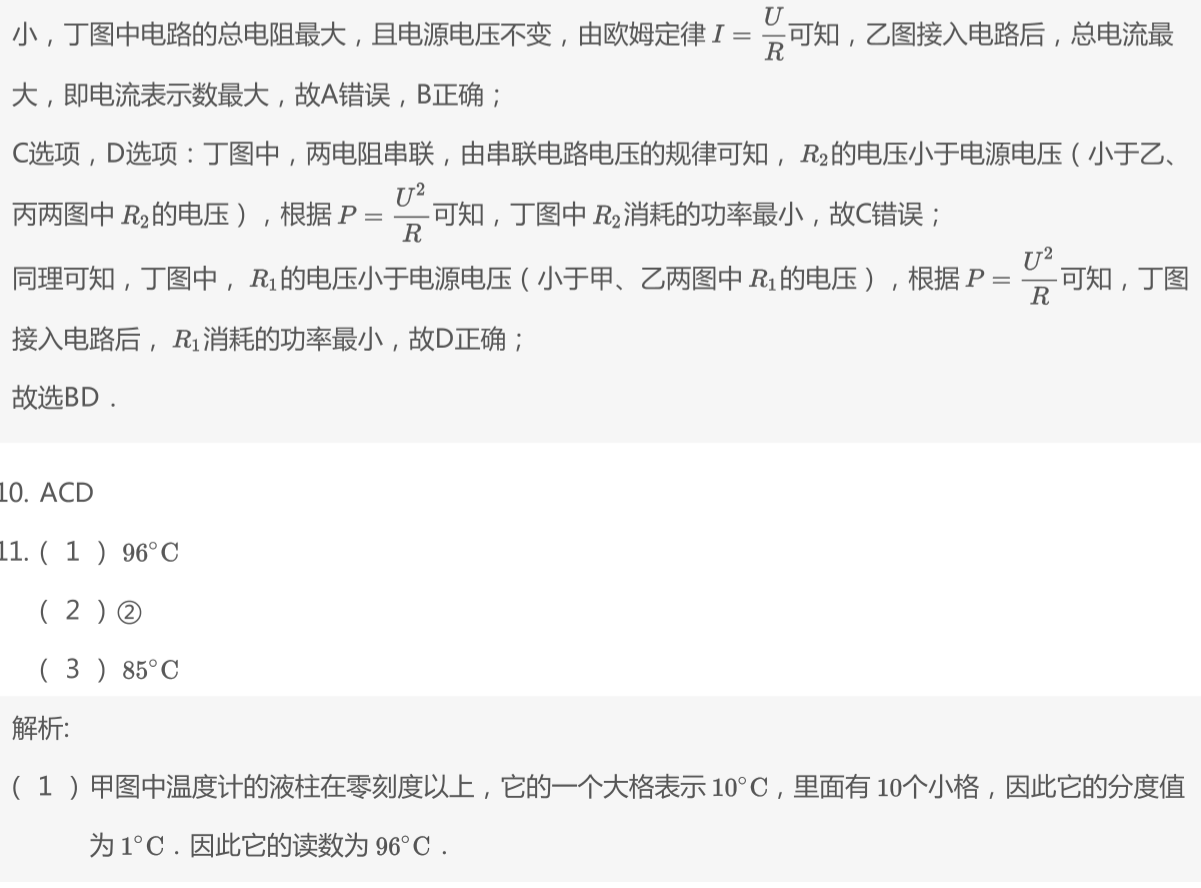 小，丁图中电路的总电阻最大，且电源电压不变，由欧姆定律 I = U/R 可知，乙图接入电路后，总电流最
大，即电流表示数最大，故A错误，B正确；
C选项，D选项：丁图中，两电阻串联，由串联电路电压的规律可知， R₂的电压小于电源电压（小于乙、
丙两图中 R₂的电压），根据 P = U²/R 可知，丁图中 R₂消耗的功率最小，故C错误；
同理可知，丁图中， R₁的电压小于电源电压（小于甲、乙两图中 R₁的电压），根据 P = U²/R 可知，丁图
接入电路后， R₁消耗的功率最小，故D正确；
故选BD．
10. ACD
11.（ 1 ） 96°C
（ 2 ）②
（ 3 ） 85°C
解析:
（ 1 ）甲图中温度计的液柱在零刻度以上，它的一个大格表示 10°C，里面有 10个小格，因此它的分度值
为 1°C．因此它的读数为 96°C．